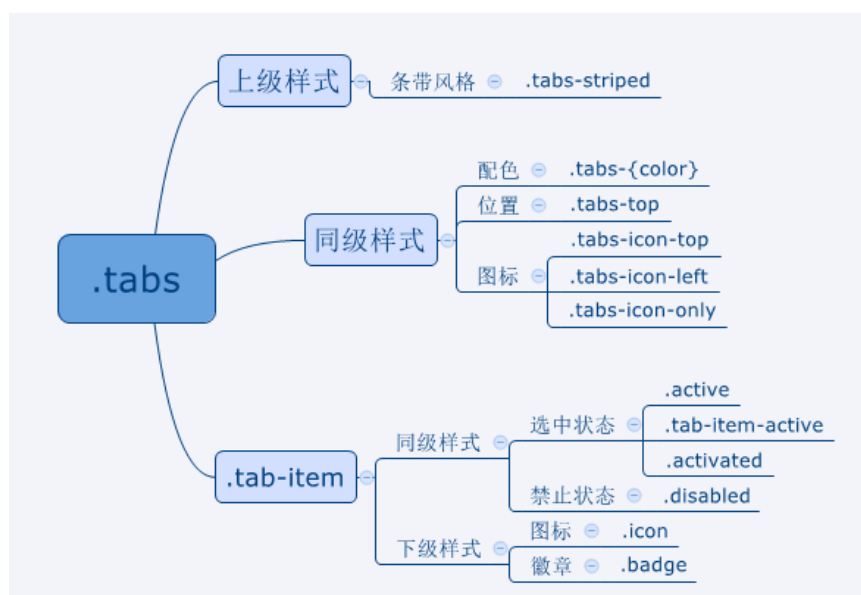 .tabs
上级样式
条带风格 .tabs-striped
同级样式
配色 .tabs-{color}
位置 .tabs-top
图标
.tabs-icon-top
.tabs-icon-left
.tabs-icon-only
.tab-item
同级样式
选中状态
.active
.tab-item-active
.activated
禁止状态 .disabled
下级样式
图标 .icon
徽章 .badge